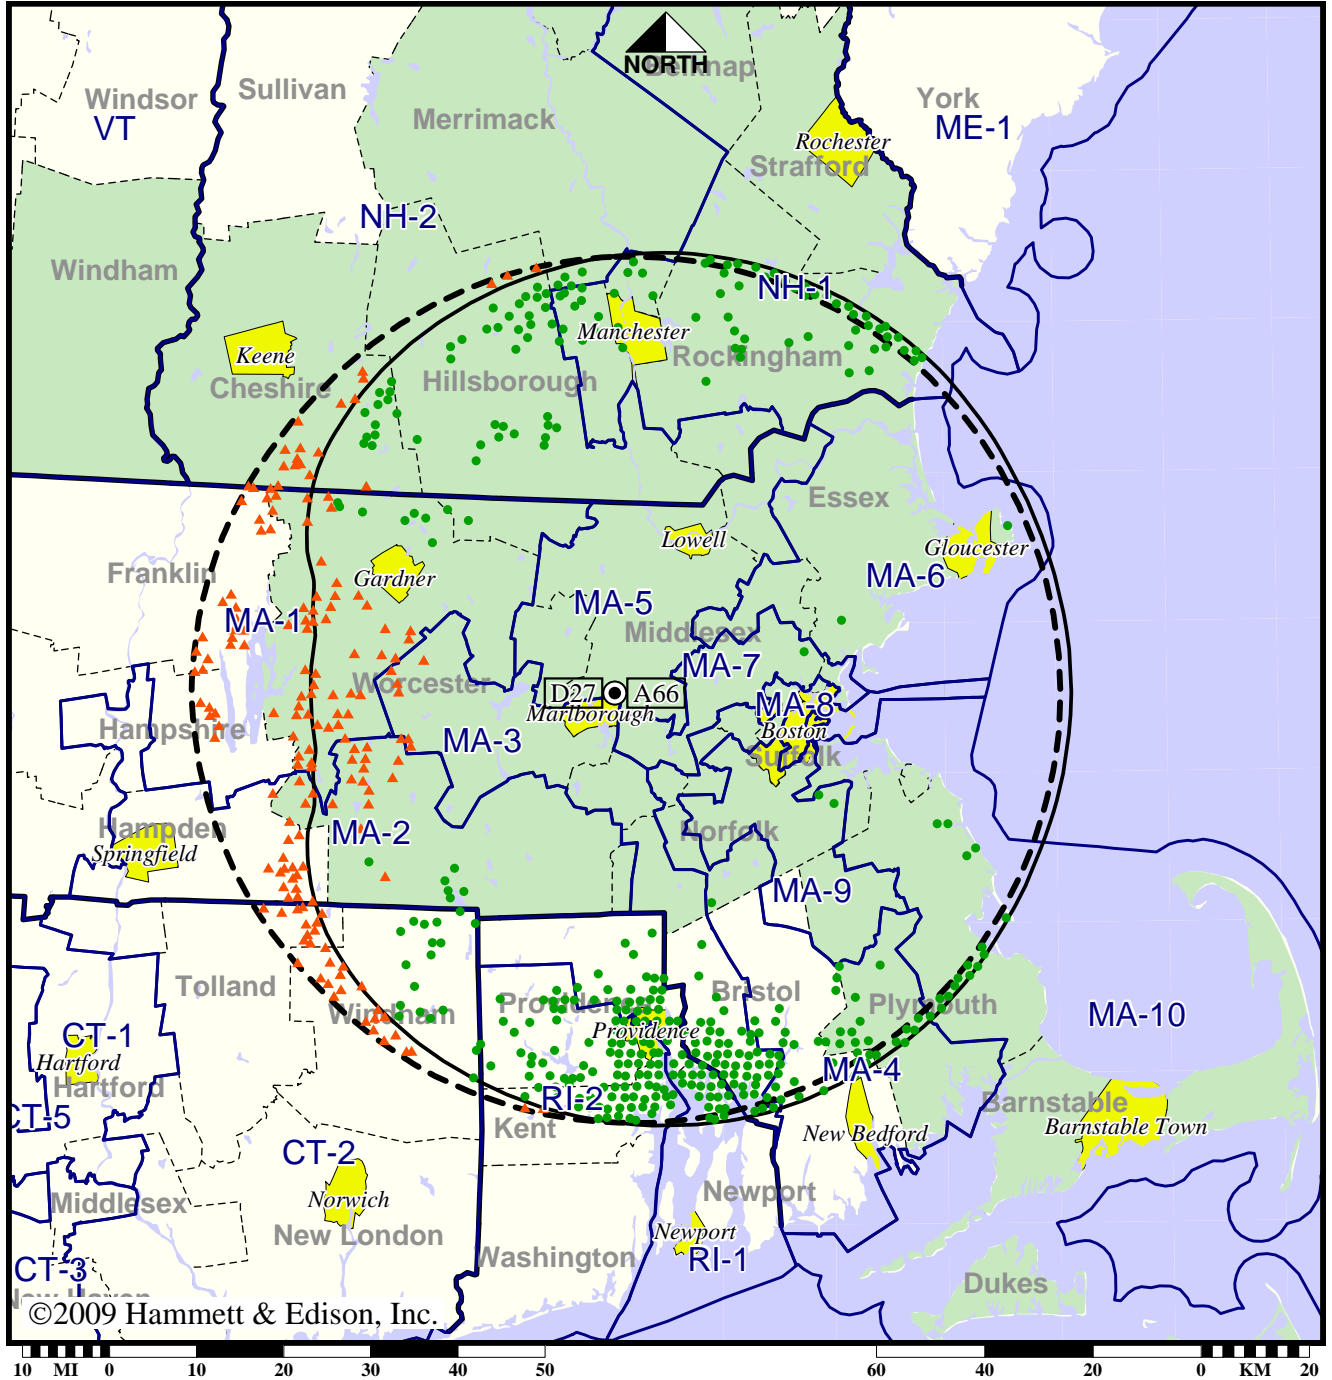 NORTH
Belknap
Sullivan
Windsor
VT
York
ME-1
Merrimack
Rochester
Strafford
NH-2
Windham
NH-1
Manchester
Keene
Rockingham
Cheshire
Hillsborough
Essex
Lowell
Gloucester
Franklin
Gardner
MA-6
MA-5
MA-1
Middlesex
MA-7
Worcester
D27
A66
MA-8
Marlborough
Hampshire
Boston
MA-3
Suffolk
Hampden
MA-2
Norfolk
Springfield
MA-9
Tolland
Bristol
Providence
Plymouth
Windham
MA-10
Providence
CT-1
Hartford
MA-4
Hartford
RI-2
Barnstable
CT-5
Kent
New Bedford
Barnstable Town
CT-2
Middlesex
Norwich
Newport
New London
Newport
Washington
RI-1
CT-3
Dukes
New Haven
©2009 Hammett & Edison, Inc.
10 MI 0 10 20 30 40 50 60 40 20 0 KM 20